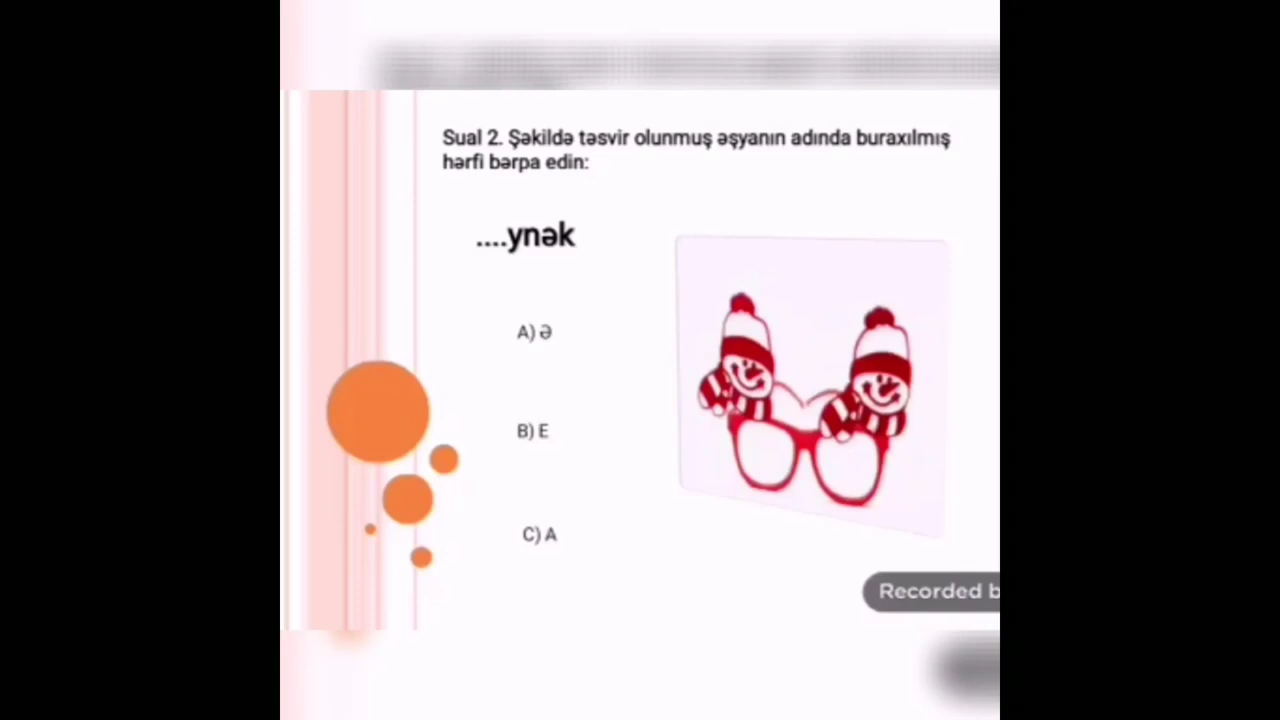 Sual 2. Şəkildə təsvir olunmuş əşyanın adında buraxılmış
hərfi bərpa edin:
....ynək
A) Ə
B) E
C) A
Recorded b